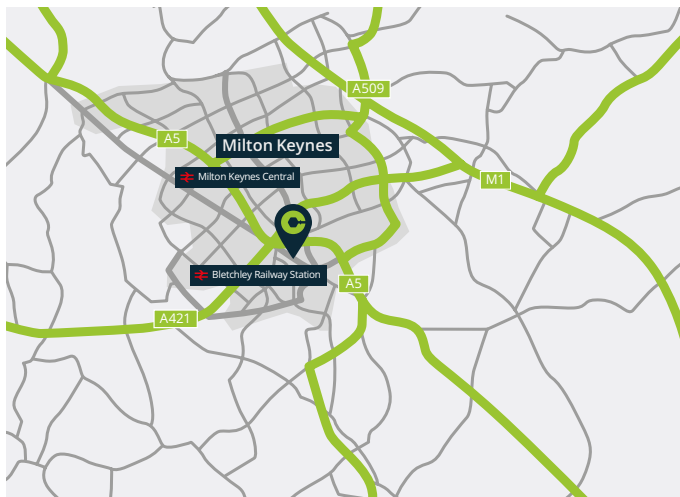 A509
A5
Milton Keynes
Milton Keynes Central
M1
Bletchley Railway Station
A5
A421